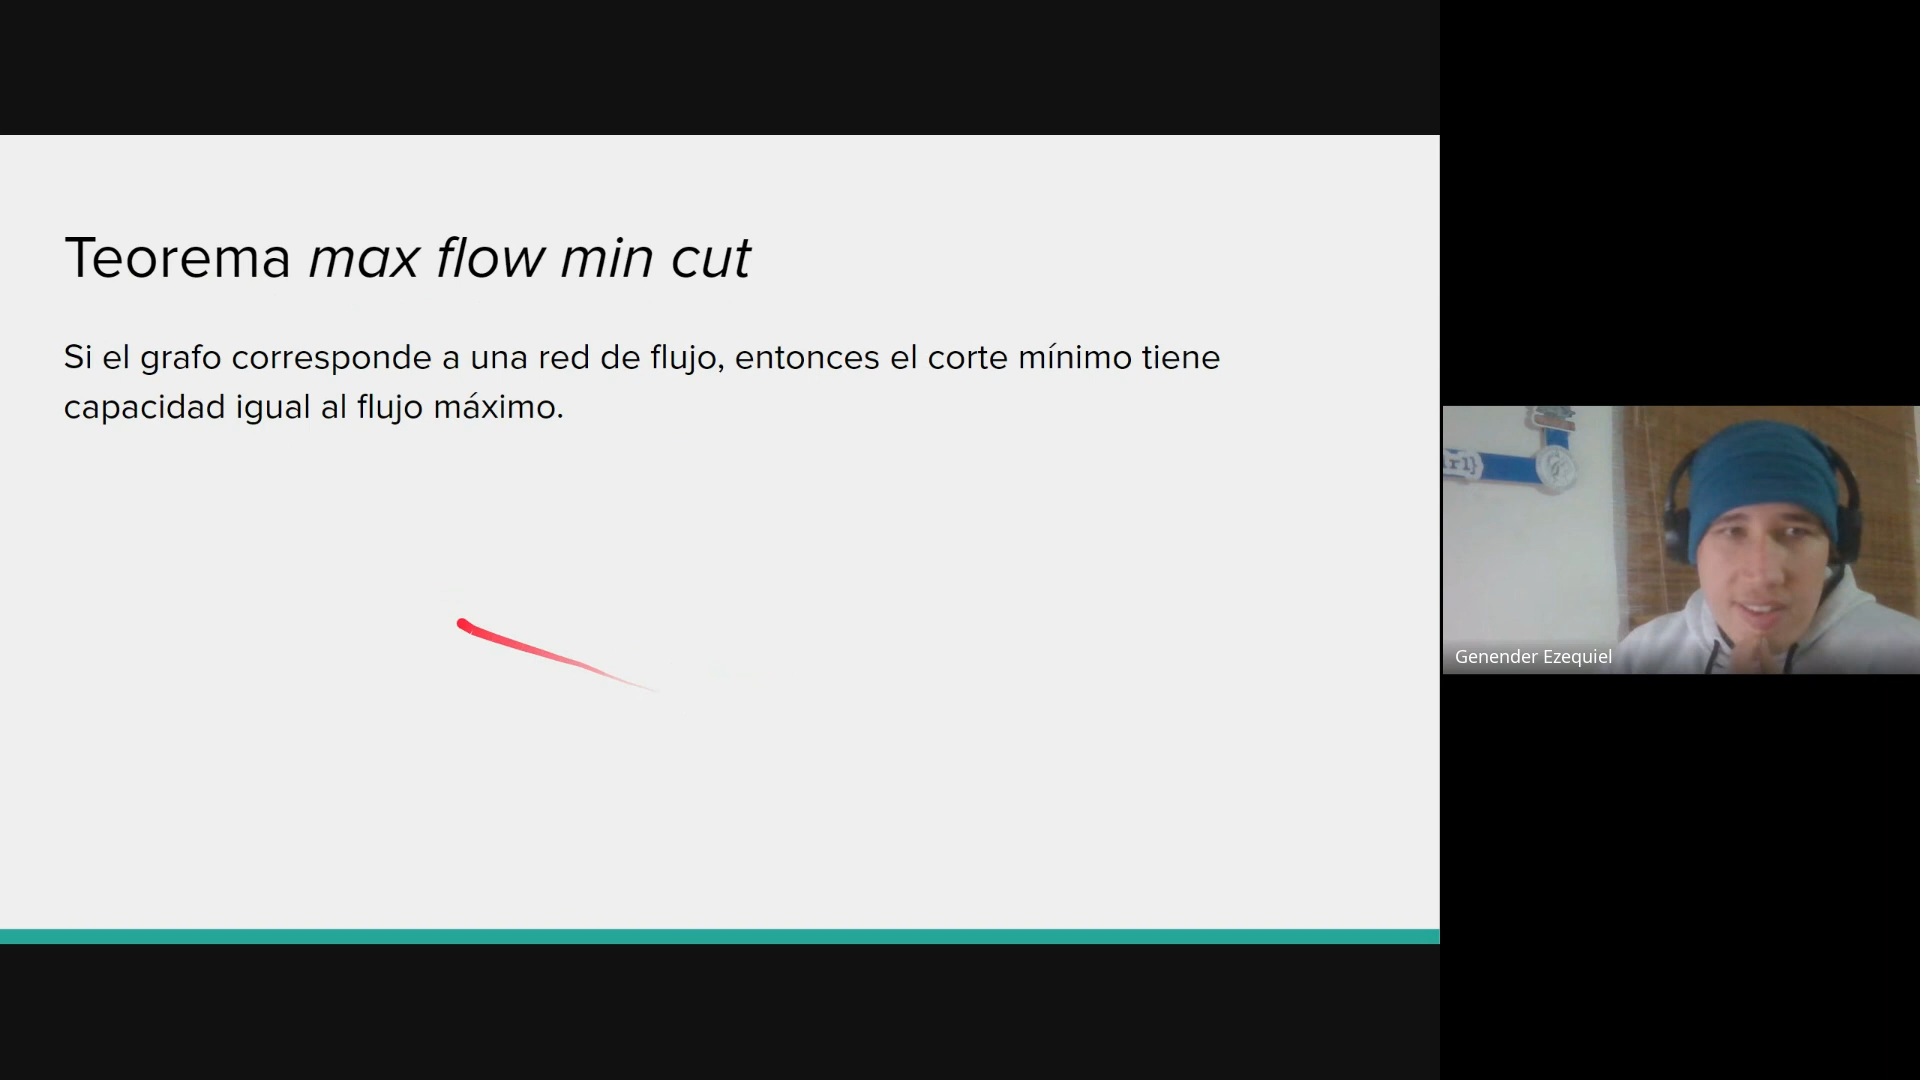 Teorema max flow min cut
Si el grafo corresponde a una red de flujo, entonces el corte mínimo tiene
capacidad igual al flujo máximo.
Genender Ezequiel